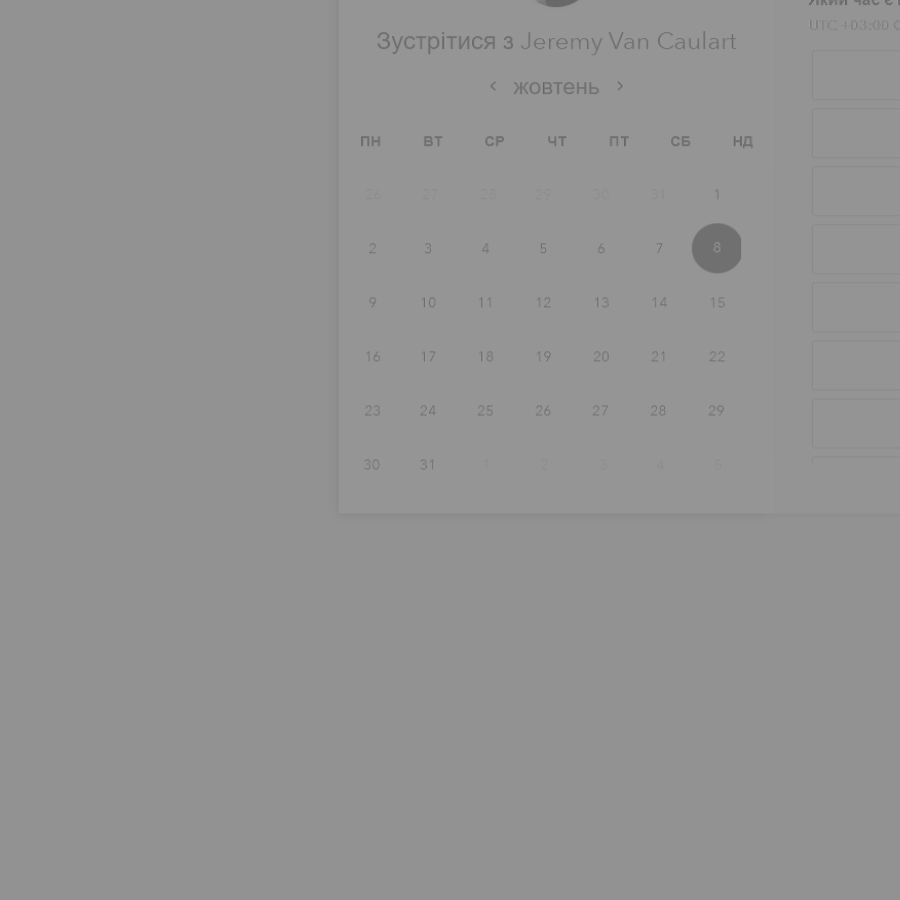 Зустрітися з Jeremy Van Caulart
жовтень
ПН ВТ СР ЧТ ПТ СБ НД
26 27 28 29 30 31 1
2 3 4 5 6 7 8
9 10 11 12 13 14 15
16 17 18 19 20 21 22
23 24 25 26 27 28 29
30 31 1 2 3 4 5
Який час є
UTC +03:00